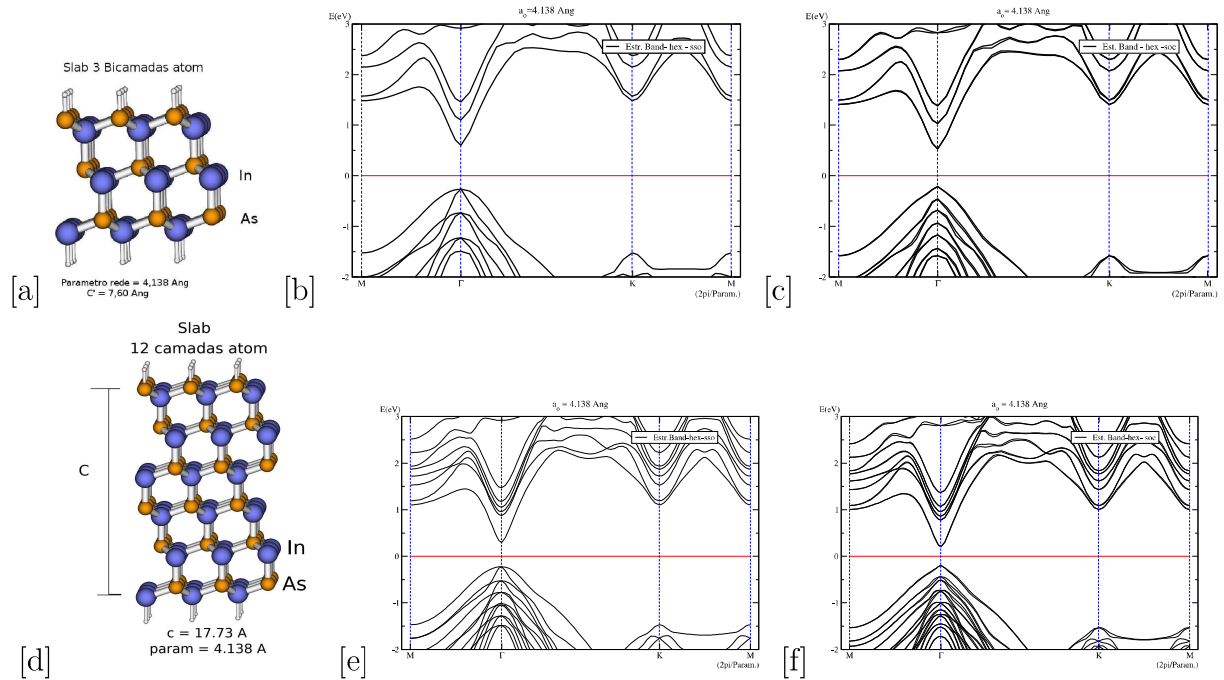 Slab 3 Bicamadas atom
In
As
Parametro rede = 4,138 Ang
C' = 7,60 Ang
[a]
E(eV)
a_o=4.138 Ang
Estr. Band- hex - sso
3
2
1
0
-1
-2
M
Γ
K
M
(2pi/Param.)
[b]
E(eV)
a_o = 4.138 Ang
Est. Band - hex -soc
3
2
1
0
-1
-2
M
Γ
K
M
(2pi/Param.)
[c]
Slab
12 camadas atom
C
In
As
c = 17.73 A
param = 4.138 A
[d]
E(eV)
a_o = 4.138 Ang
Estr.Band-hex-sso
3
2
1
0
-1
-2
M
Γ
K
M
(2pi/Param.)
[e]
E(eV)
a_o = 4.138 Ang
Est. Band-hex- soc
3
2
1
0
-1
-2
M
Γ
K
M
(2pi/Param.)
[f]